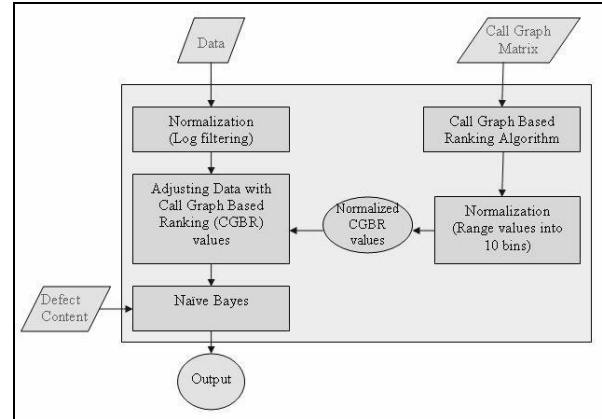 Data
Call Graph
Matrix
Normalization
(Log filtering)
Call Graph Based
Ranking Algorithm
Adjusting Data with
Call Graph Based
Ranking (CGBR)
values
Normalized
CGBR
values
Normalization
(Range values into
10 bins)
Defect
Content
Naïve Bayes
Output